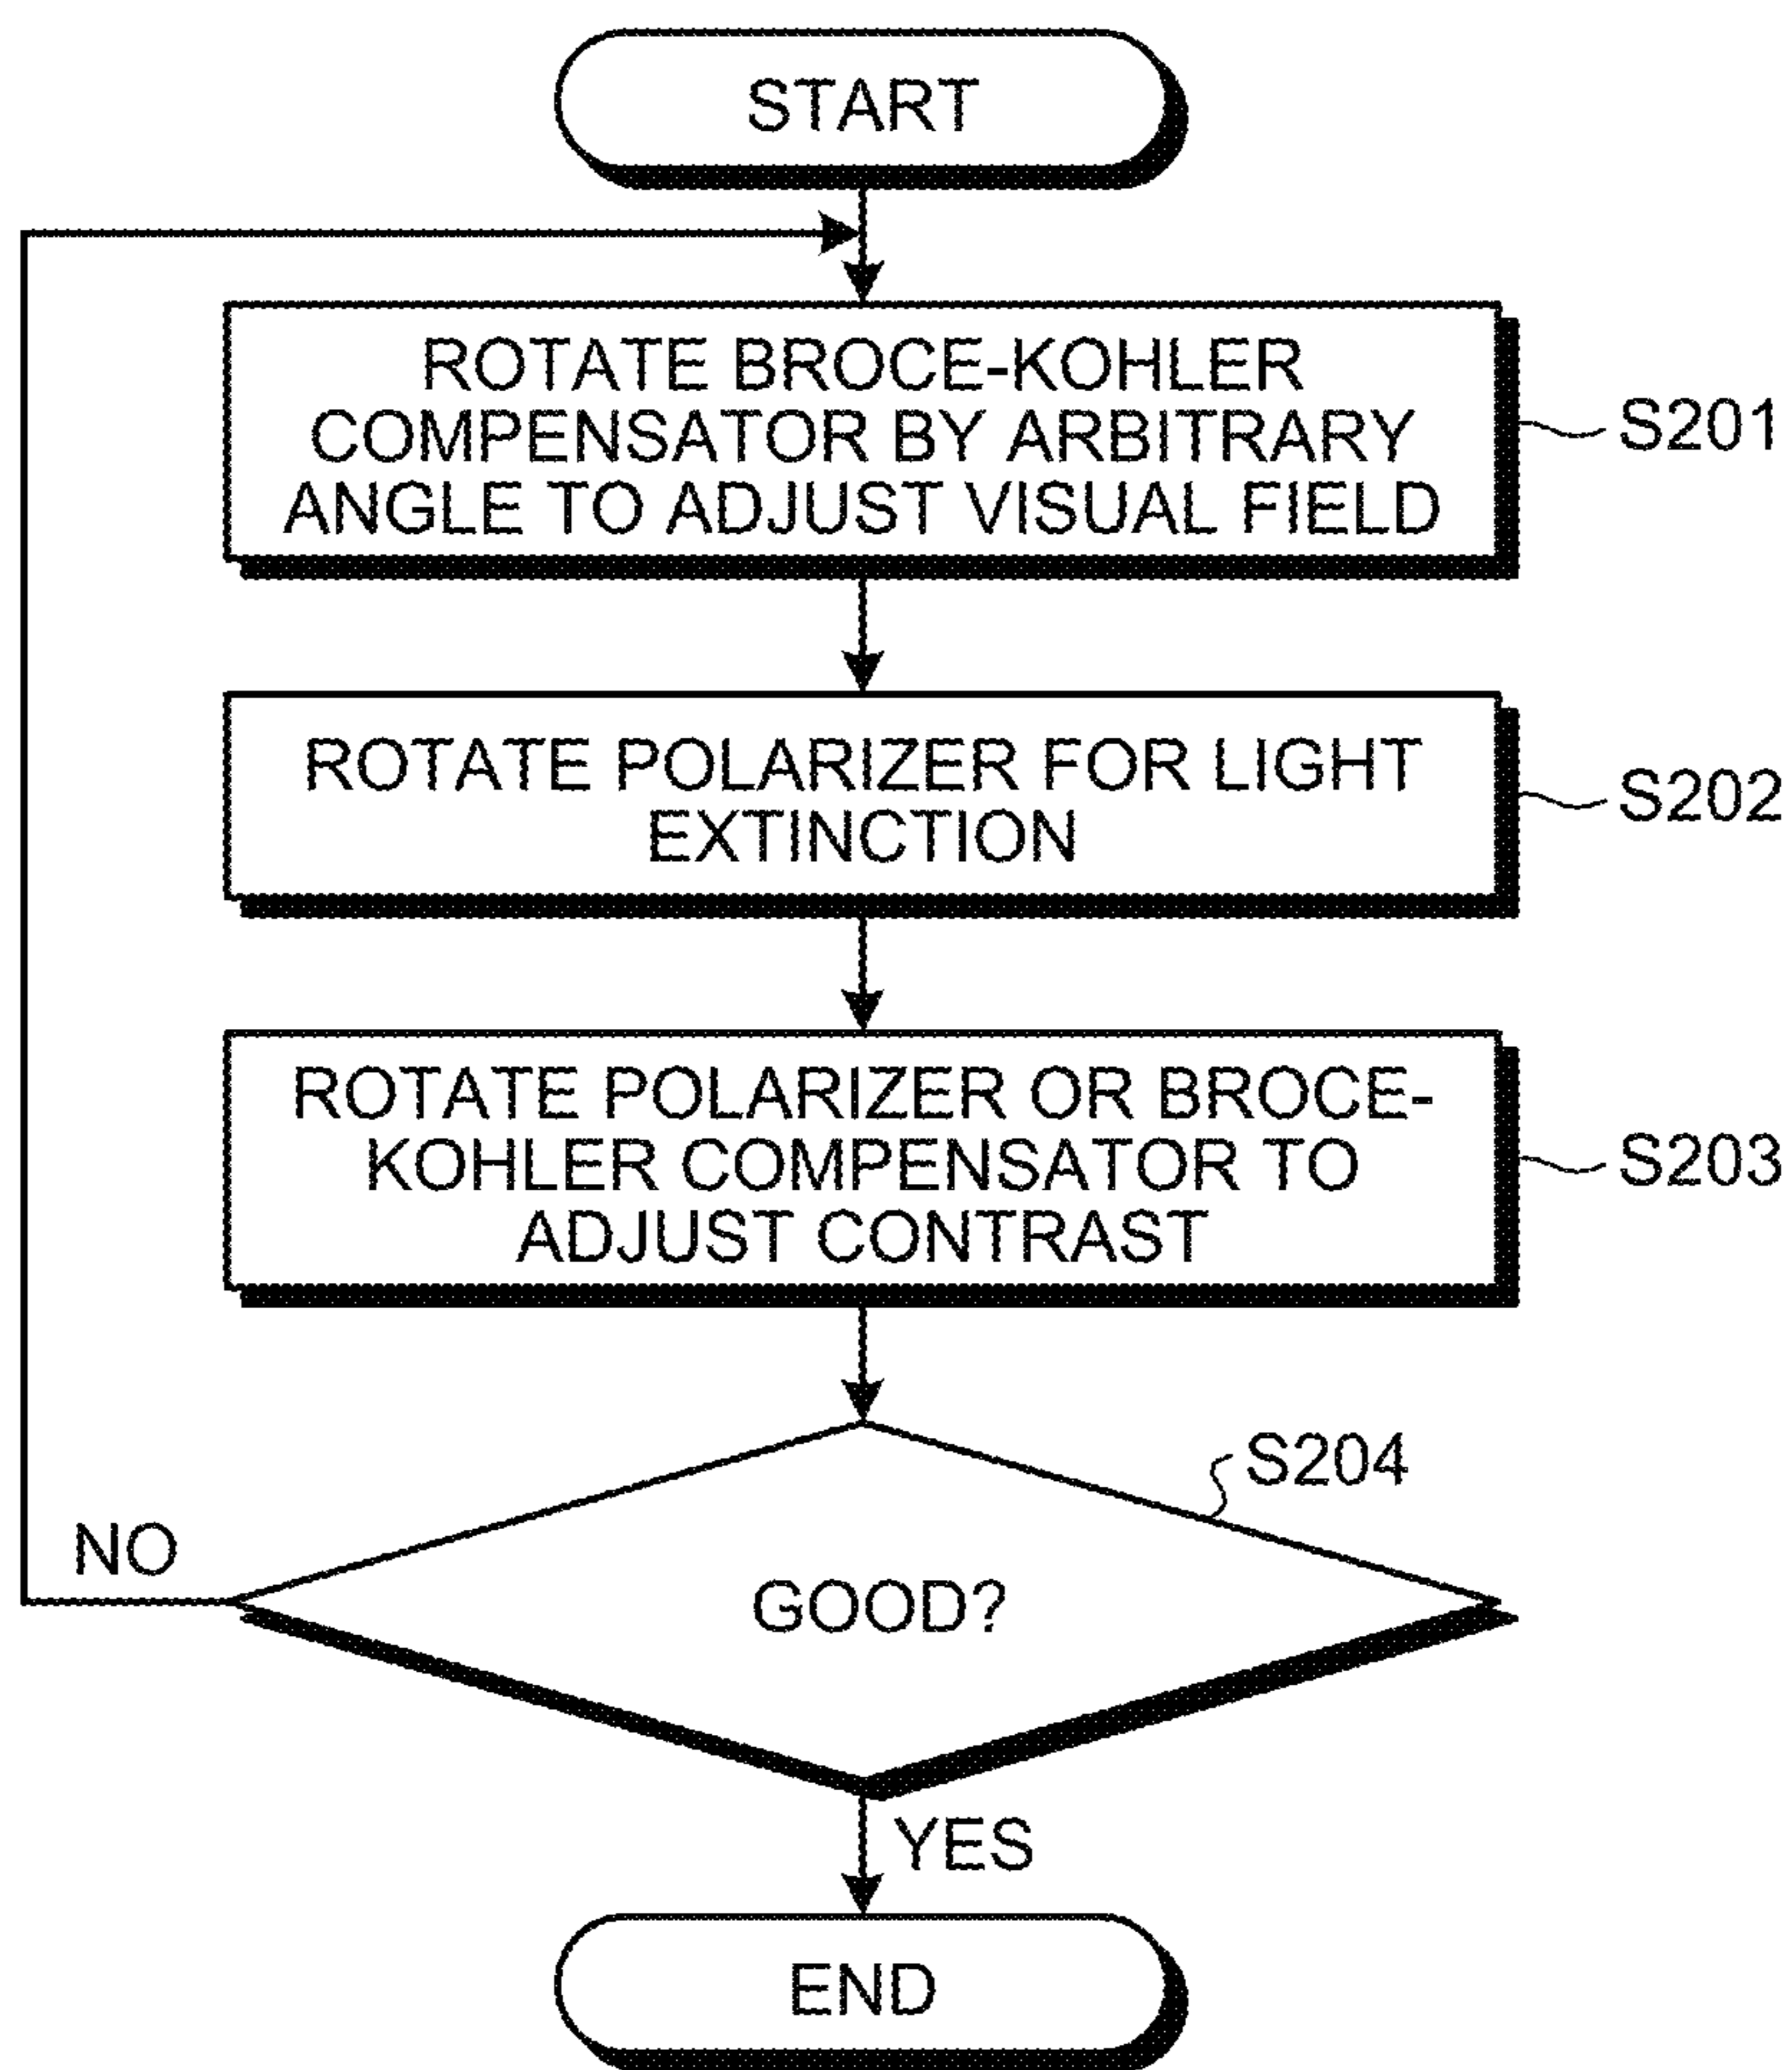 START
ROTATE BROCE-KOHLER
COMPENSATOR BY ARBITRARY
ANGLE TO ADJUST VISUAL FIELD
S201
ROTATE POLARIZER FOR LIGHT
EXTINCTION
S202
ROTATE POLARIZER OR BROCE-
KOHLER COMPENSATOR TO
ADJUST CONTRAST
S203
S204
NO
GOOD?
YES
END